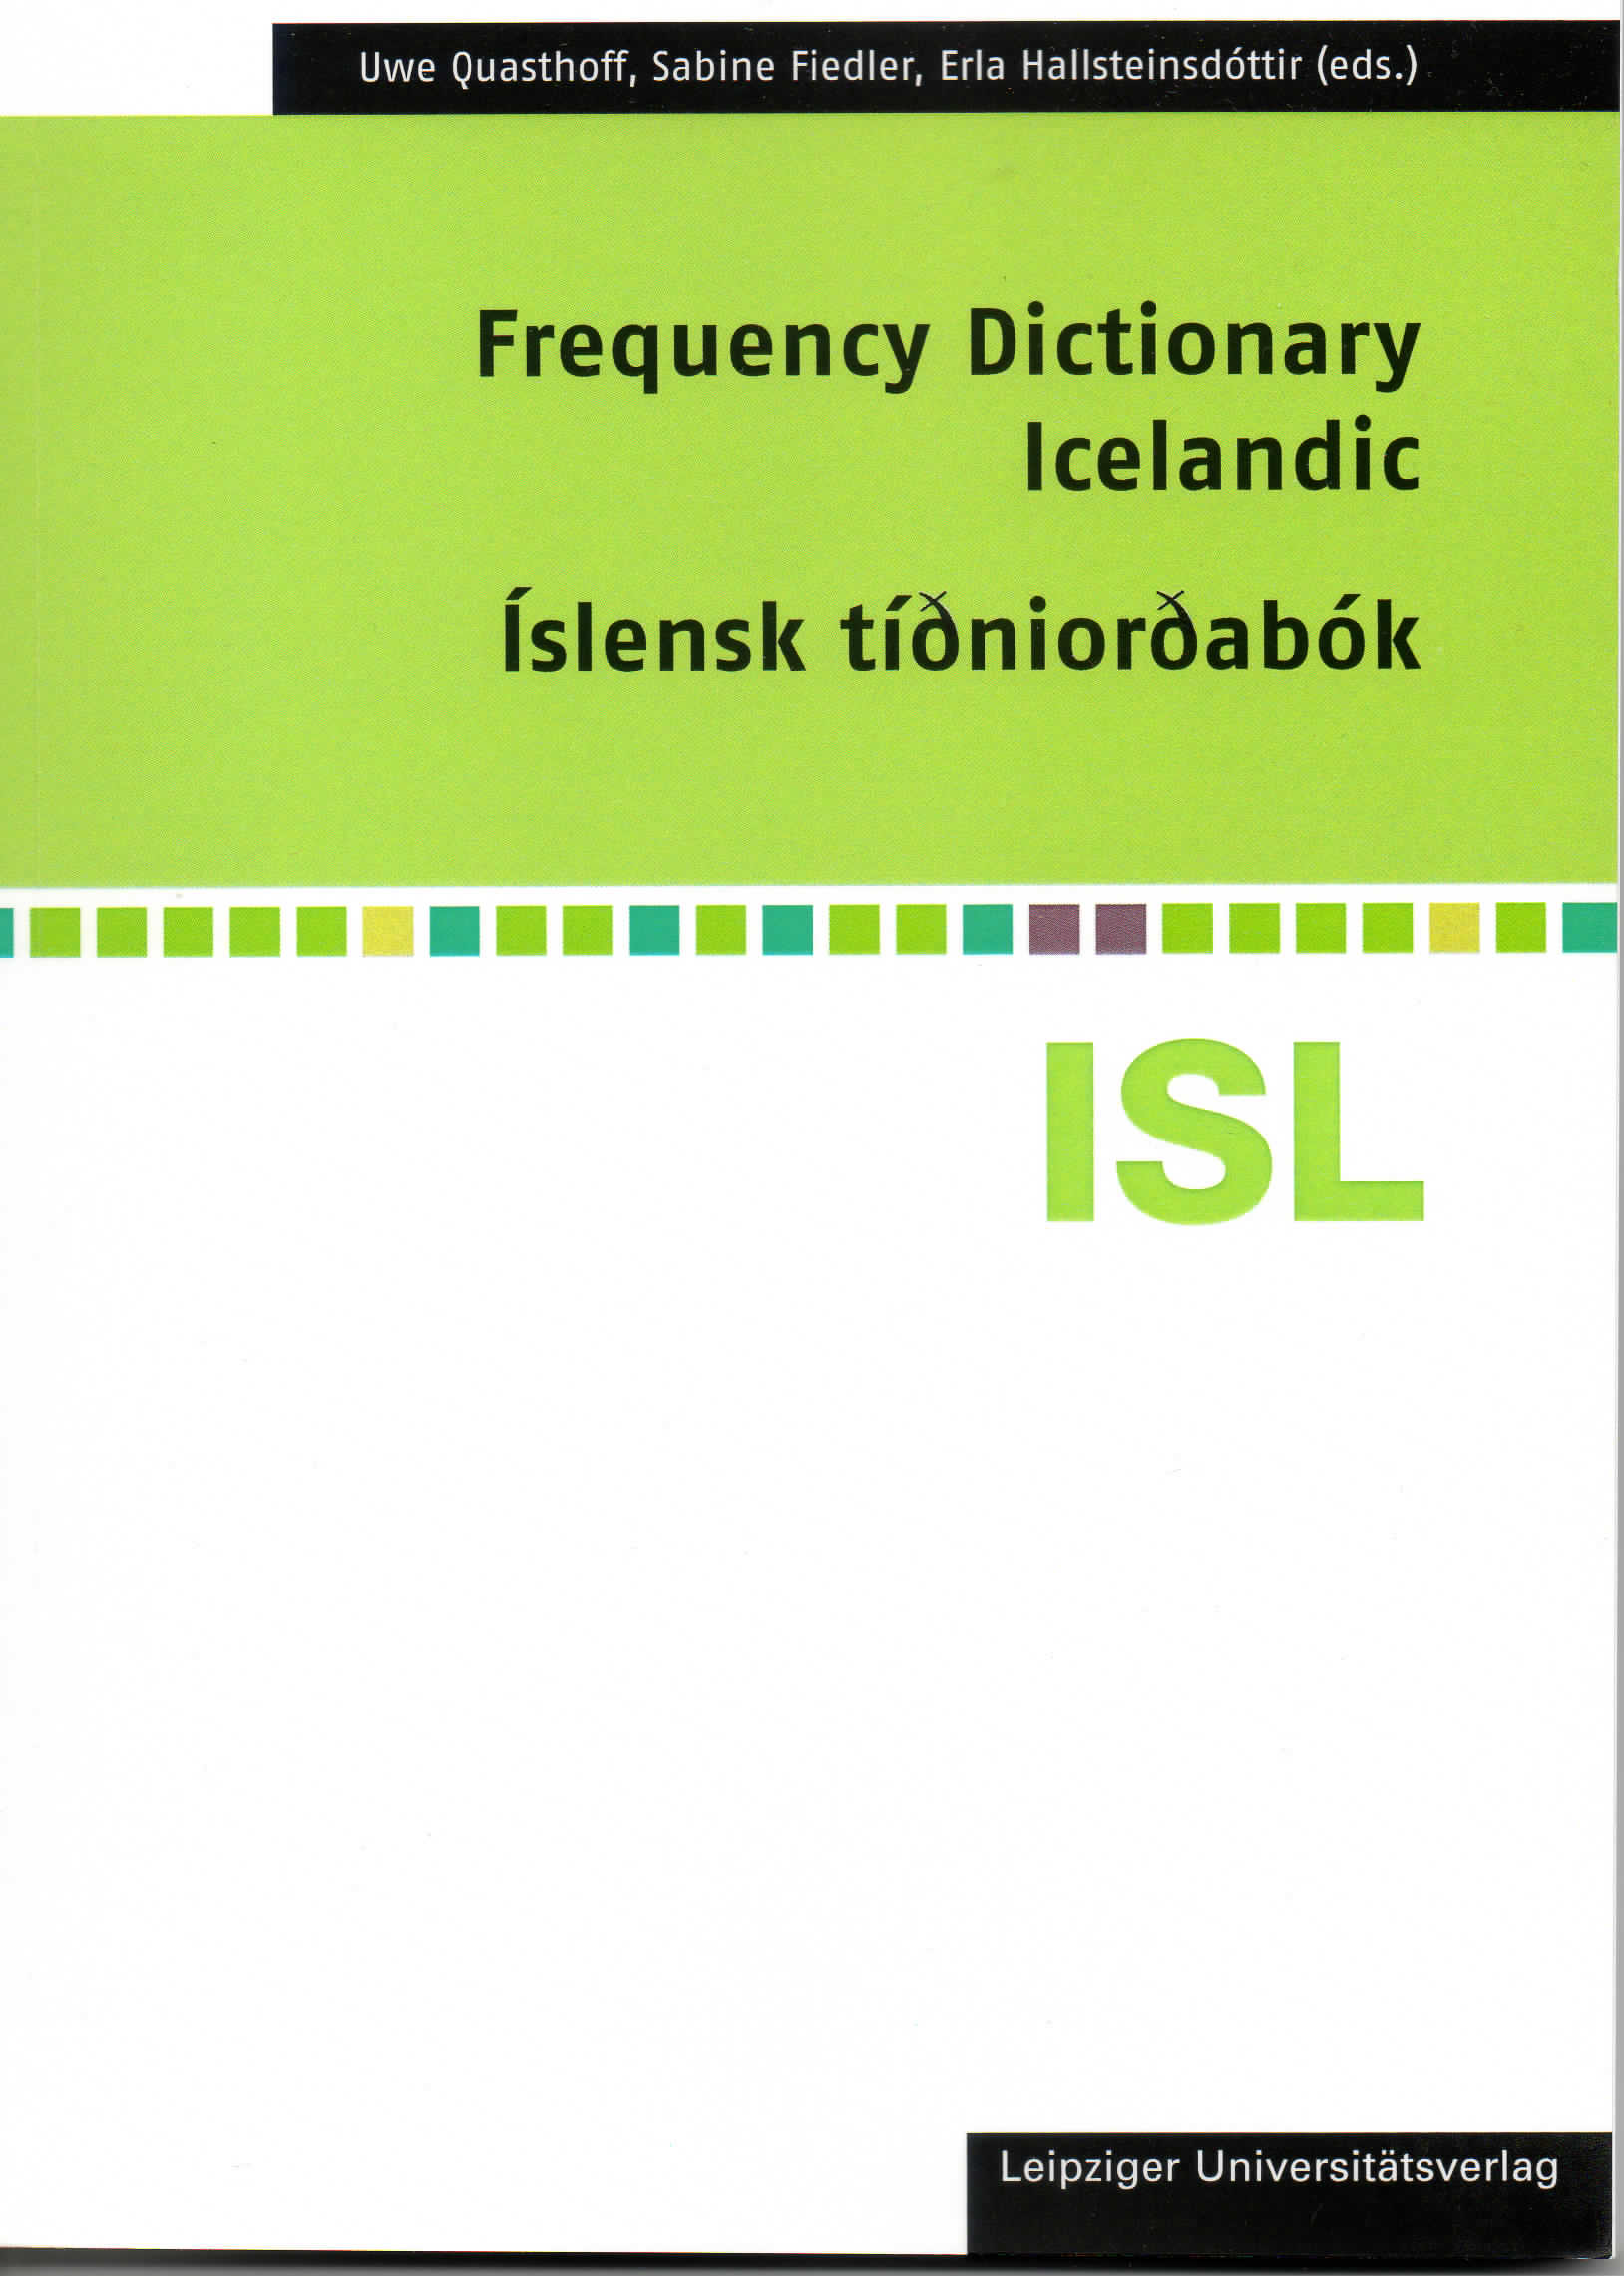 Uwe Quasthoff, Sabine Fiedler, Erla Hallsteinsdóttir (eds.)
Frequency Dictionary
Icelandic
Íslensk tíðniorðabók
ISL
Leipziger Universitätsverlag